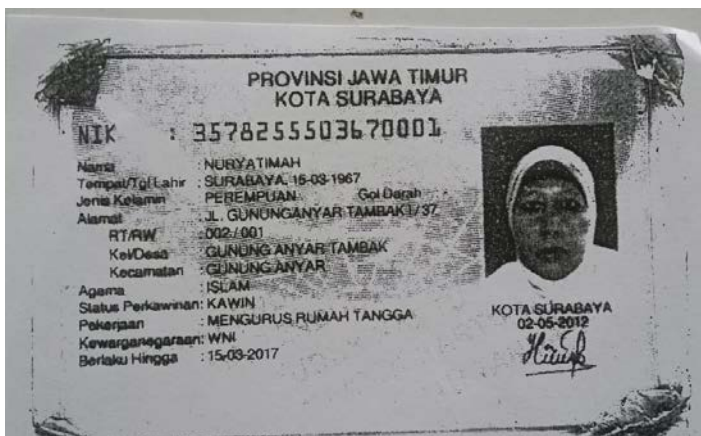 PROVINSI JAWA TIMUR
KOTA SURABAYA
NIK : 3578255503670001
Nama : NURYATIMAH
Tempat/Tgl Lahir : SURABAYA, 15-03-1967
Jenis Kelamin : PEREMPUAN Gol Darah
Alamat : JL. GUNUNGANYAR TAMBAK I / 37
RT/RW : 002 / 001
Kel/Desa : GUNUNG ANYAR TAMBAK
Kecamatan : GUNUNG ANYAR
Agama : ISLAM
Status Perkawinan: KAWIN
Pekerjaan : MENGURUS RUMAH TANGGA
Kewarganegaraan: WNI
Berlaku Hingga : 15-03-2017
KOTA SURABAYA
02-05-2012